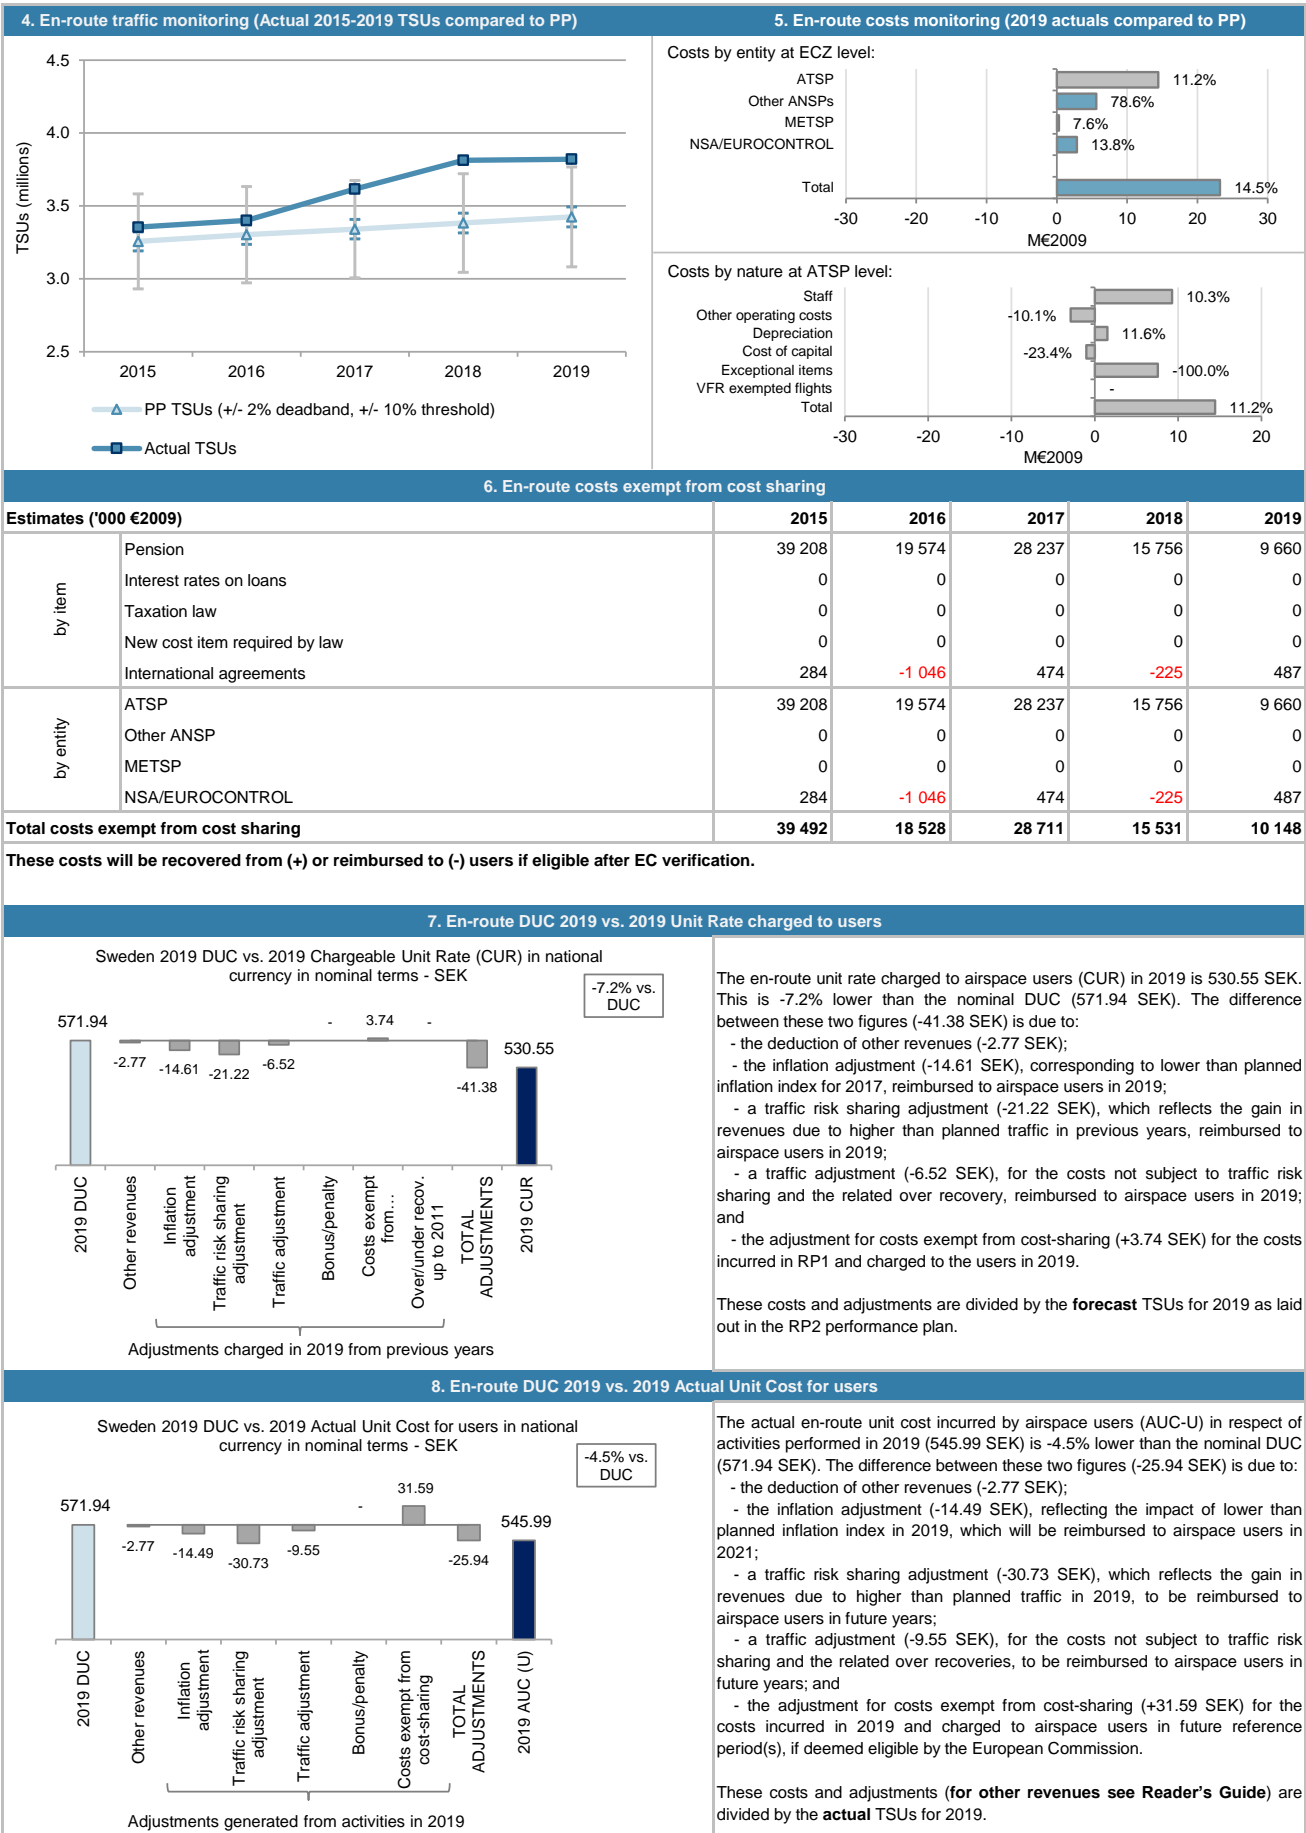 4. En-route traffic monitoring (Actual 2015-2019 TSUs compared to PP)
4.5
4.0
3.5
3.0
2.5
TSUs (millions)
2015 2016 2017 2018 2019
PP TSUs (+/- 2% deadband, +/- 10% threshold)
Actual TSUs
5. En-route costs monitoring (2019 actuals compared to PP)
Costs by entity at ECZ level:
ATSP 11.2%
Other ANSPs 78.6%
METSP 7.6%
NSA/EUROCONTROL 13.8%
Total 14.5%
-30 -20 -10 0 10 20 30
M€2009
Costs by nature at ATSP level:
Staff 10.3%
Other operating costs -10.1%
Depreciation 11.6%
Cost of capital -23.4%
Exceptional items -100.0%
VFR exempted flights -
Total 11.2%
-30 -20 -10 0 10 20
M€2009
6. En-route costs exempt from cost sharing
Estimates ('000 €2009) 2015 2016 2017 2018 2019
by item
Pension 39 208 19 574 28 237 15 756 9 660
Interest rates on loans 0 0 0 0 0
Taxation law 0 0 0 0 0
New cost item required by law 0 0 0 0 0
International agreements 284 -1 046 474 -225 487
by entity
ATSP 39 208 19 574 28 237 15 756 9 660
Other ANSP 0 0 0 0 0
METSP 0 0 0 0 0
NSA/EUROCONTROL 284 -1 046 474 -225 487
Total costs exempt from cost sharing 39 492 18 528 28 711 15 531 10 148
These costs will be recovered from (+) or reimbursed to (-) users if eligible after EC verification.
7. En-route DUC 2019 vs. 2019 Unit Rate charged to users
Sweden 2019 DUC vs. 2019 Chargeable Unit Rate (CUR) in national
currency in nominal terms - SEK
-7.2% vs.
DUC
571.94 -2.77 -14.61 -21.22 -6.52 - 3.74 - -41.38 530.55
2019 DUC
Other revenues
Inflation
adjustment
Traffic risk sharing
adjustment
Traffic adjustment
Bonus/penalty
Costs exempt
from...
Over/under recov.
up to 2011
TOTAL
ADJUSTMENTS
2019 CUR
Adjustments charged in 2019 from previous years
The en-route unit rate charged to airspace users (CUR) in 2019 is 530.55 SEK.
This is -7.2% lower than the nominal DUC (571.94 SEK). The difference
between these two figures (-41.38 SEK) is due to:
- the deduction of other revenues (-2.77 SEK);
- the inflation adjustment (-14.61 SEK), corresponding to lower than planned
inflation index for 2017, reimbursed to airspace users in 2019;
- a traffic risk sharing adjustment (-21.22 SEK), which reflects the gain in
revenues due to higher than planned traffic in previous years, reimbursed to
airspace users in 2019;
- a traffic adjustment (-6.52 SEK), for the costs not subject to traffic risk
sharing and the related over recovery, reimbursed to airspace users in 2019;
and
- the adjustment for costs exempt from cost-sharing (+3.74 SEK) for the costs
incurred in RP1 and charged to the users in 2019.
These costs and adjustments are divided by the forecast TSUs for 2019 as laid
out in the RP2 performance plan.
8. En-route DUC 2019 vs. 2019 Actual Unit Cost for users
Sweden 2019 DUC vs. 2019 Actual Unit Cost for users in national
currency in nominal terms - SEK
-4.5% vs.
DUC
571.94 -2.77 -14.49 -30.73 -9.55 - 31.59 -25.94 545.99
2019 DUC
Other revenues
Inflation
adjustment
Traffic risk sharing
adjustment
Traffic adjustment
Bonus/penalty
Costs exempt from
cost-sharing
TOTAL
ADJUSTMENTS
2019 AUC (U)
Adjustments generated from activities in 2019
The actual en-route unit cost incurred by airspace users (AUC-U) in respect of
activities performed in 2019 (545.99 SEK) is -4.5% lower than the nominal DUC
(571.94 SEK). The difference between these two figures (-25.94 SEK) is due to:
- the deduction of other revenues (-2.77 SEK);
- the inflation adjustment (-14.49 SEK), reflecting the impact of lower than
planned inflation index in 2019, which will be reimbursed to airspace users in
2021;
- a traffic risk sharing adjustment (-30.73 SEK), which reflects the gain in
revenues due to higher than planned traffic in 2019, to be reimbursed to
airspace users in future years;
- a traffic adjustment (-9.55 SEK), for the costs not subject to traffic risk
sharing and the related over recoveries, to be reimbursed to airspace users in
future years; and
- the adjustment for costs exempt from cost-sharing (+31.59 SEK) for the
costs incurred in 2019 and charged to airspace users in future reference
period(s), if deemed eligible by the European Commission.
These costs and adjustments (for other revenues see Reader's Guide) are
divided by the actual TSUs for 2019.